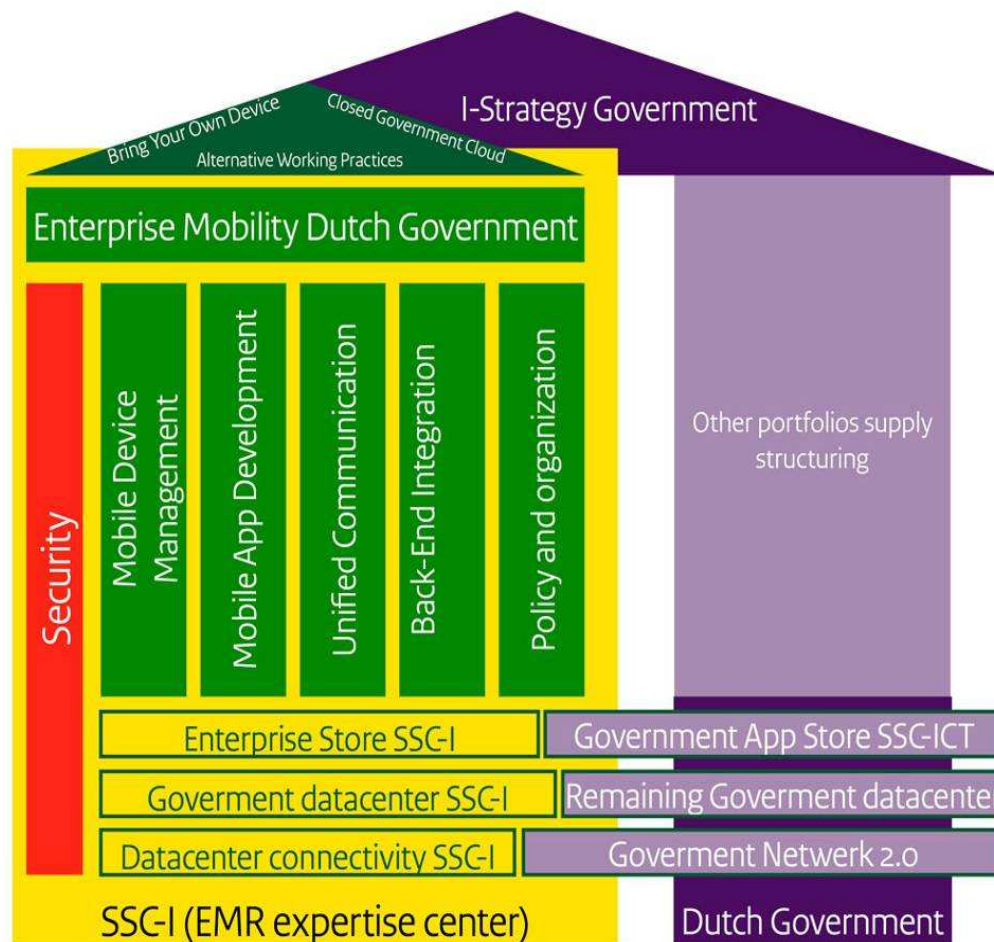 I-Strategy Government
Bring Your Own Device
Closed Government Cloud
Alternative Working Practices
Enterprise Mobility Dutch Government
Security
Mobile Device
Management
Mobile App Development
Unified Communication
Back-End Integration
Policy and organization
Other portfolios supply
structuring
Enterprise Store SSC-I
Government App Store SSC-ICT
Goverment datacenter SSC-I
Remaining Goverment datacente
Datacenter connectivity SSC-I
Goverment Netwerk 2.0
SSC-I (EMR expertise center)
Dutch Government